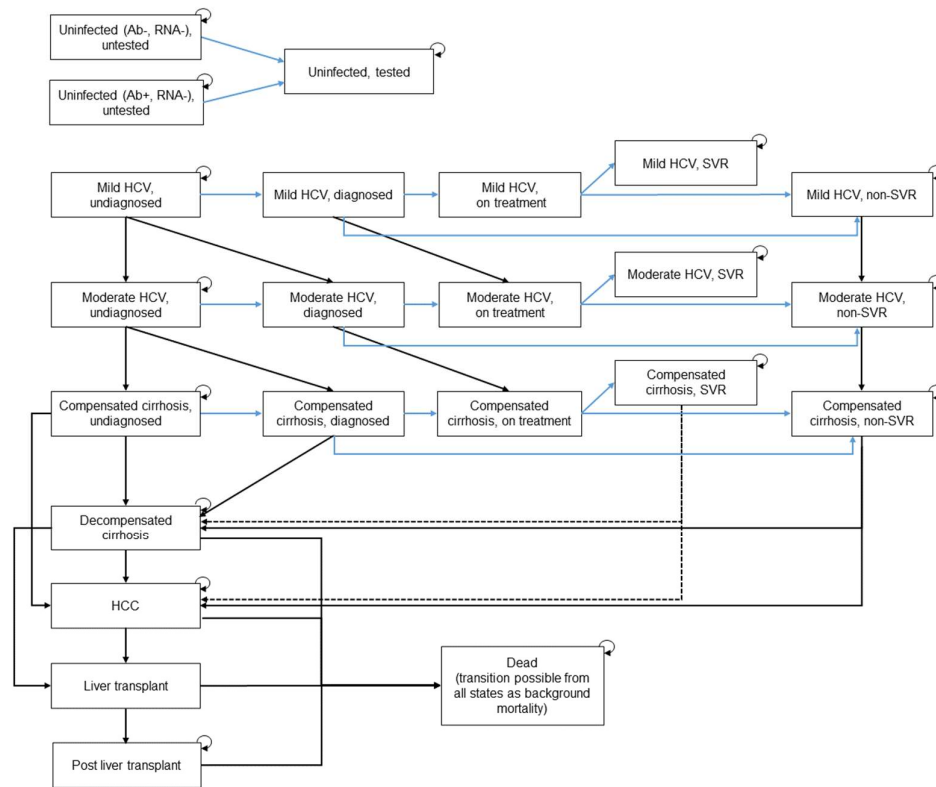 Uninfected (Ab-, RNA-),
untested
Uninfected, tested
Uninfected (Ab+, RNA-),
untested
Mild HCV, SVR
Mild HCV,
undiagnosed
Mild HCV, diagnosed
Mild HCV,
on treatment
Mild HCV, non-SVR
Moderate HCV, SVR
Moderate HCV,
undiagnosed
Moderate HCV,
diagnosed
Moderate HCV,
on treatment
Moderate HCV,
non-SVR
Compensated
cirrhosis, SVR
Compensated cirrhosis,
undiagnosed
Compensated
cirrhosis, diagnosed
Compensated
cirrhosis, on treatment
Compensated
cirrhosis, non-SVR
Decompensated
cirrhosis
HCC
Liver transplant
Dead
(transition possible from
all states as background
mortality)
Post liver transplant